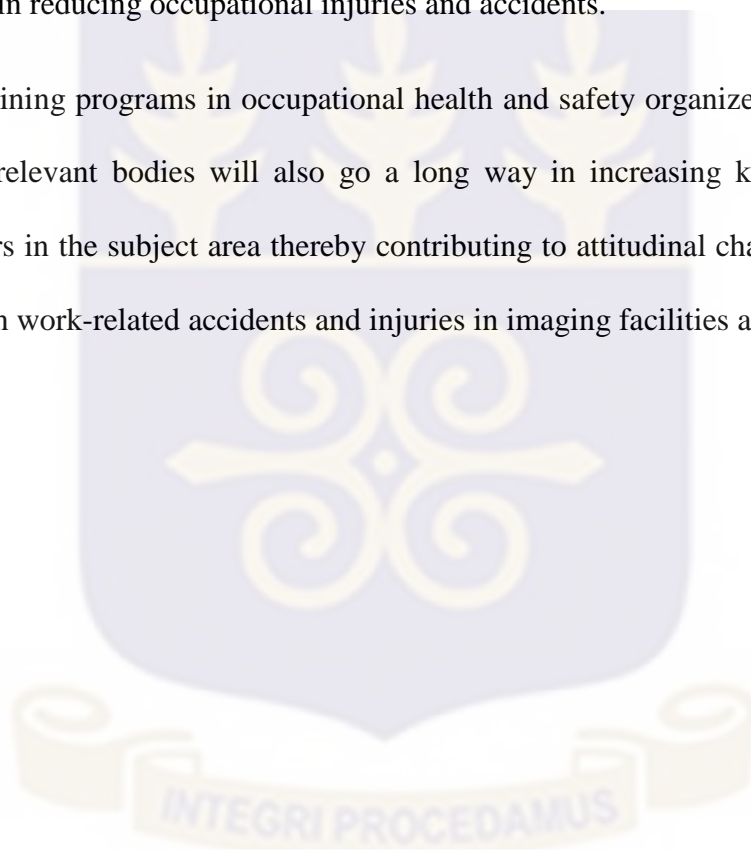 in reducing occupational injuries and accidents.
ining programs in occupational health and safety organize
relevant bodies will also go a long way in increasing k
rs in the subject area thereby contributing to attitudinal cha
n work-related accidents and injuries in imaging facilities a
INTEGRI PROCEDAMUS